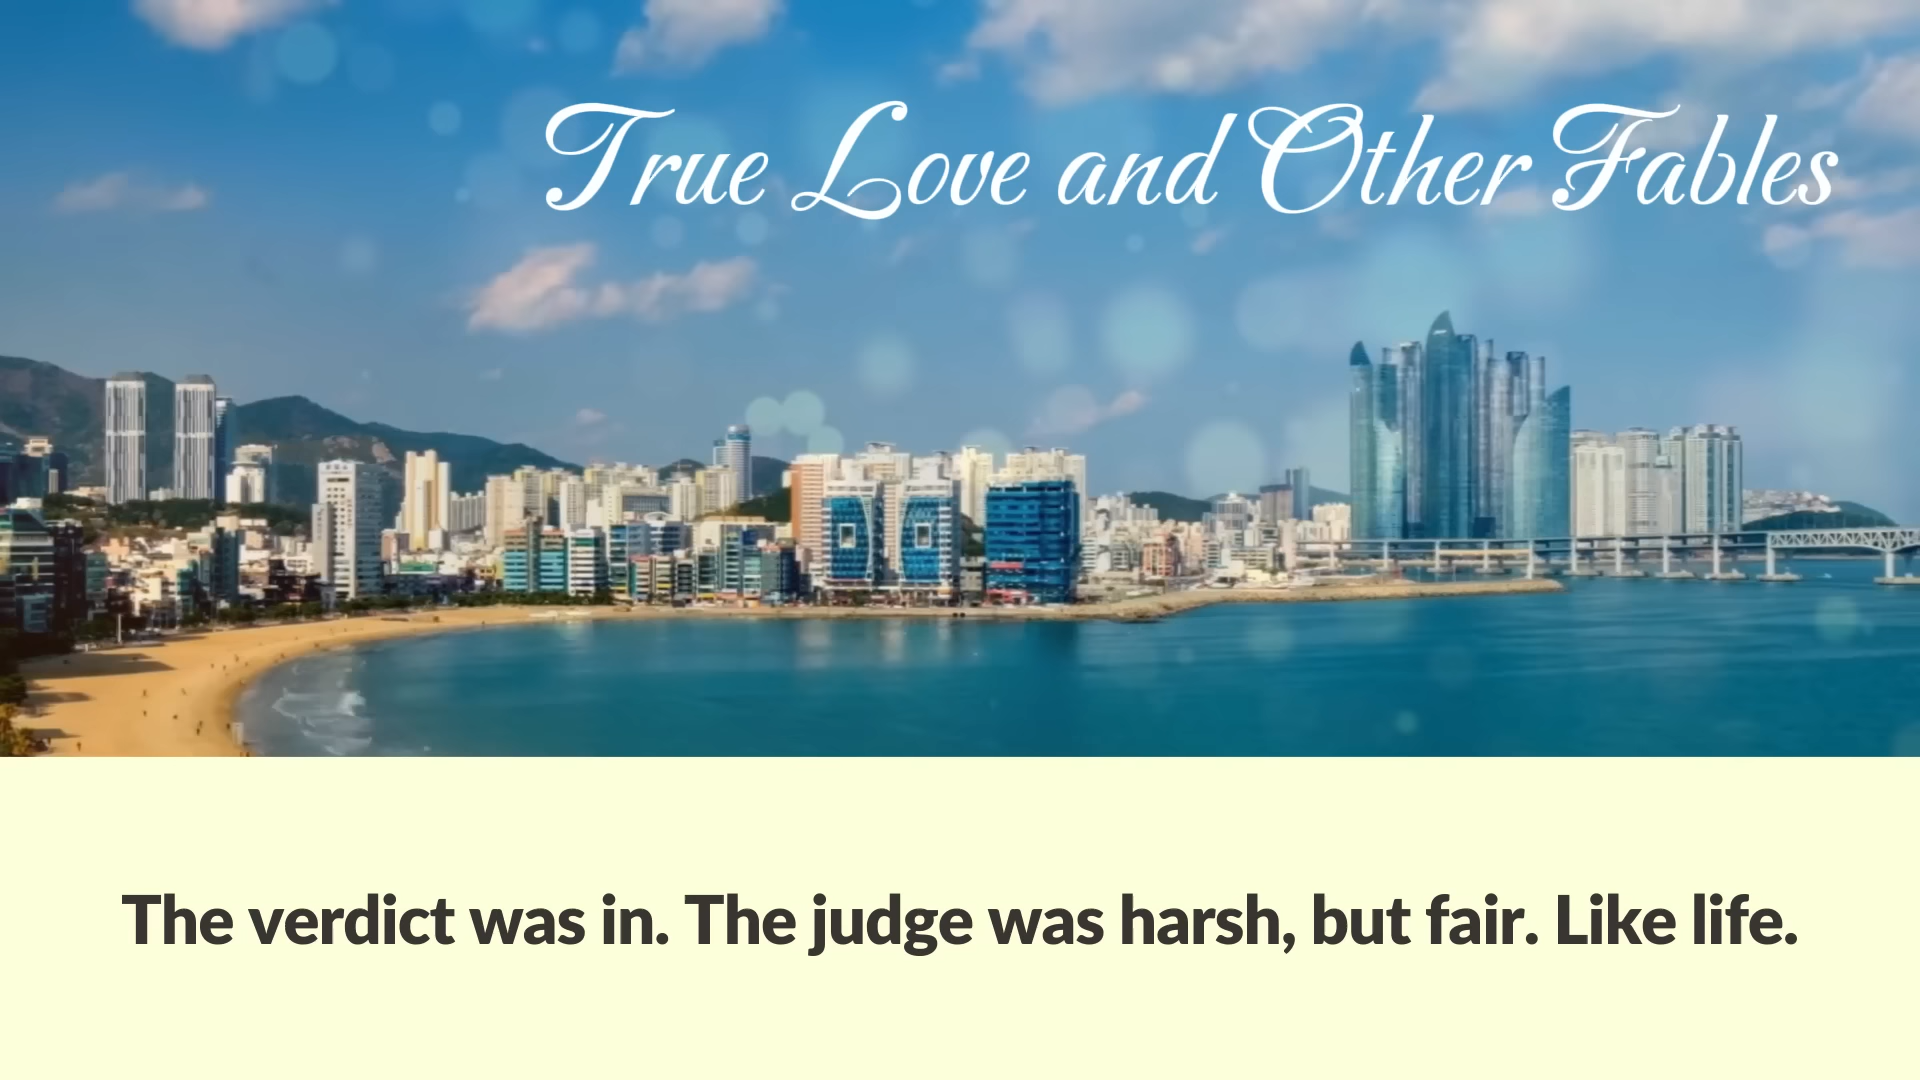 True Love and Other Fables
The verdict was in. The judge was harsh, but fair. Like life.